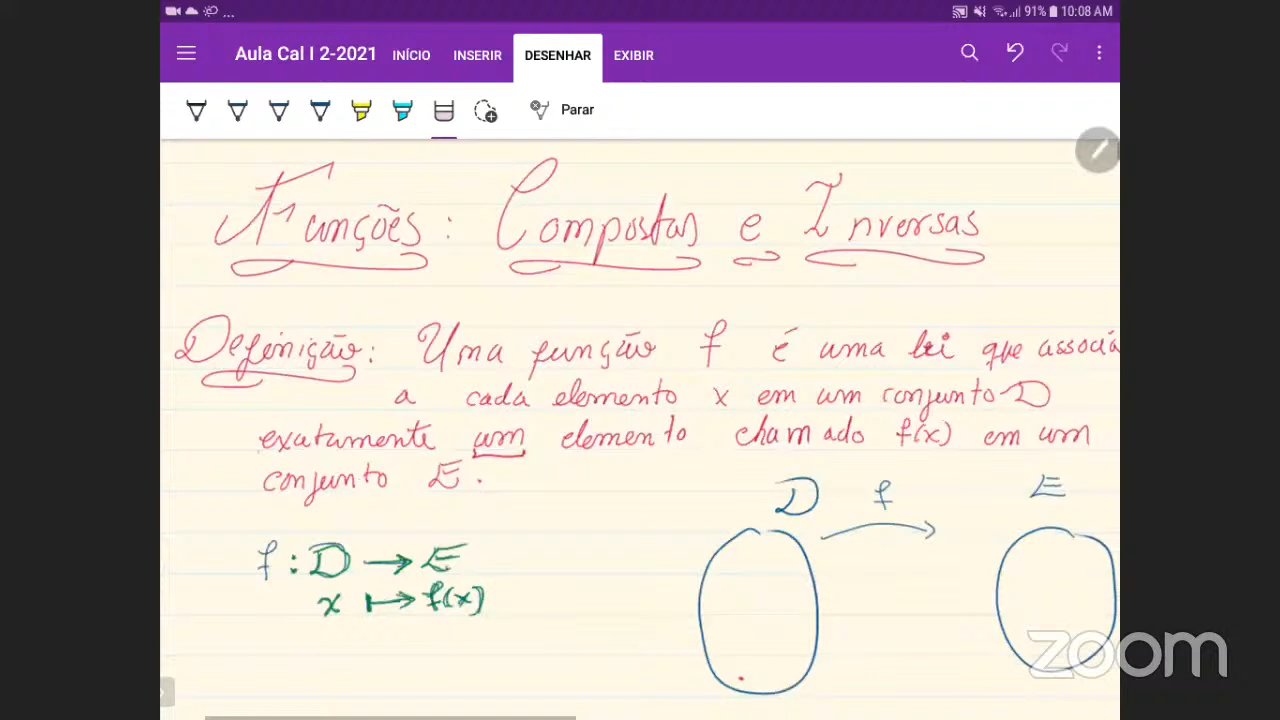 ... 91% 10:08 AM
Aula Cal I 2-2021 INÍCIO INSERIR DESENHAR EXIBIR
Parar
Funções: Compostas e Inversas
Definição: Uma função f é uma lei que associa
a cada elemento x em um conjunto D
exatamente um elemento chamado f(x) em um
conjunto E.
D f E
f: D → E
x ↦ f(x)
zoom